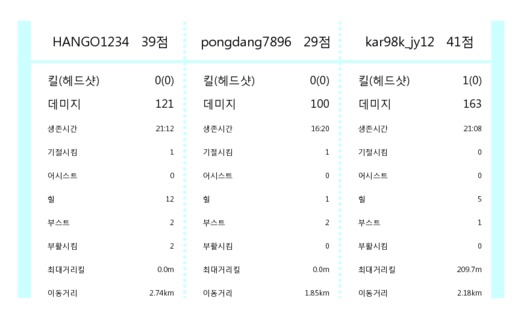 HANGO1234 39점 pongdang7896 29점 kar98k_jy12 41점
킬(헤드샷) 0(0) 킬(헤드샷) 0(0) 킬(헤드샷) 1(0)
데미지 121 데미지 100 데미지 163
생존시간 21:12 생존시간 16:20 생존시간 21:08
기절시킴 1 기절시킴 1 기절시킴 0
어시스트 0 어시스트 0 어시스트 0
힐 12 힐 1 힐 5
부스트 2 부스트 2 부스트 1
부활시킴 2 부활시킴 0 부활시킴 0
최대거리킬 0.0m 최대거리킬 0.0m 최대거리킬 209.7m
이동거리 2.74km 이동거리 1.85km 이동거리 2.18km